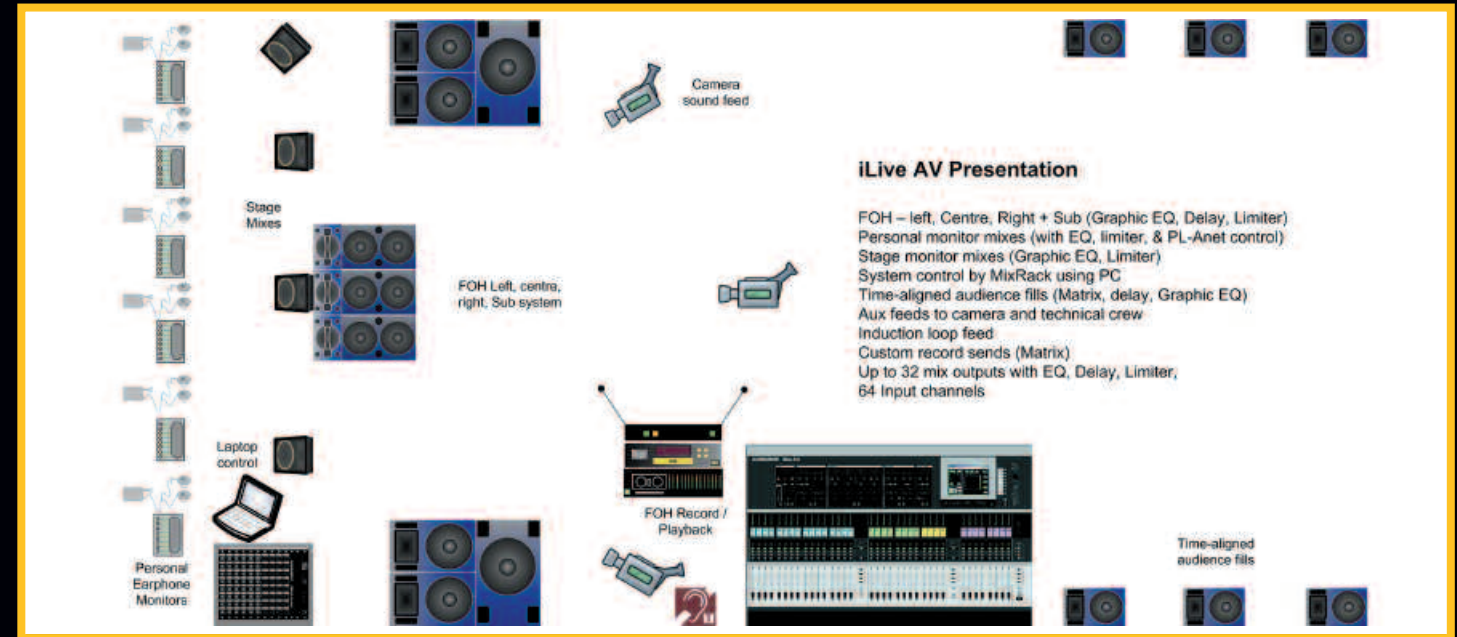 Camera
sound feed
iLive AV Presentation
Stage
Mixes
FOH – left, Centre, Right + Sub (Graphic EQ, Delay, Limiter)
Personal monitor mixes (with EQ, limiter, & PL-Anet control)
Stage monitor mixes (Graphic EQ, Limiter)
System control by MixRack using PC
Time-aligned audience fills (Matrix, delay, Graphic EQ)
Aux feeds to camera and technical crew
Induction loop feed
Custom record sends (Matrix)
Up to 32 mix outputs with EQ, Delay, Limiter,
64 Input channels
FOH Left, centre,
right, Sub system
Laptop
control
FOH Record /
Playback
Time-aligned
audience fills
Personal
Earphone
Monitors